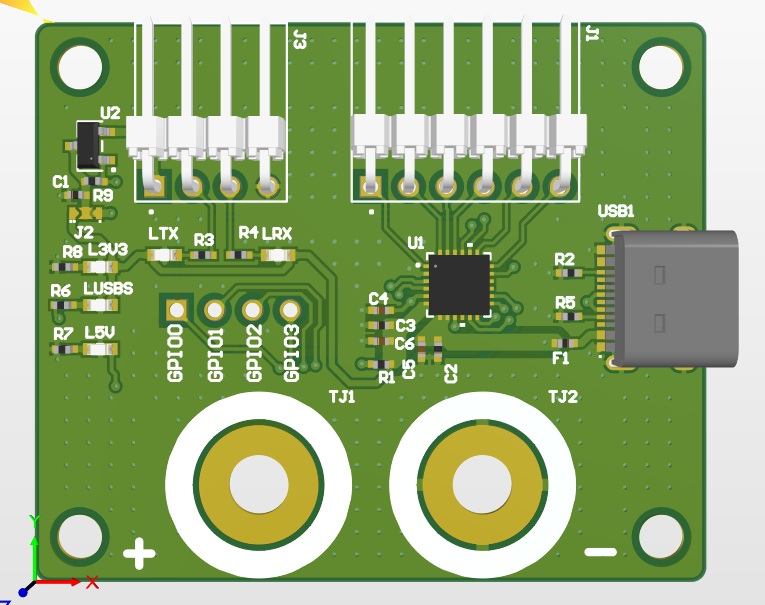 J3
J1
U2
C1
R9
J2
USB1
LTX
R3
R4
LRX
U1
R8
L3V3
R2
R6
LUSBS
C4
R5
C3
R7
L5V
C6
F1
GPIO0
GPIO1
GPIO2
GPIO3
R1
C5
C2
TJ1
TJ2
+
−
Y
X
Z